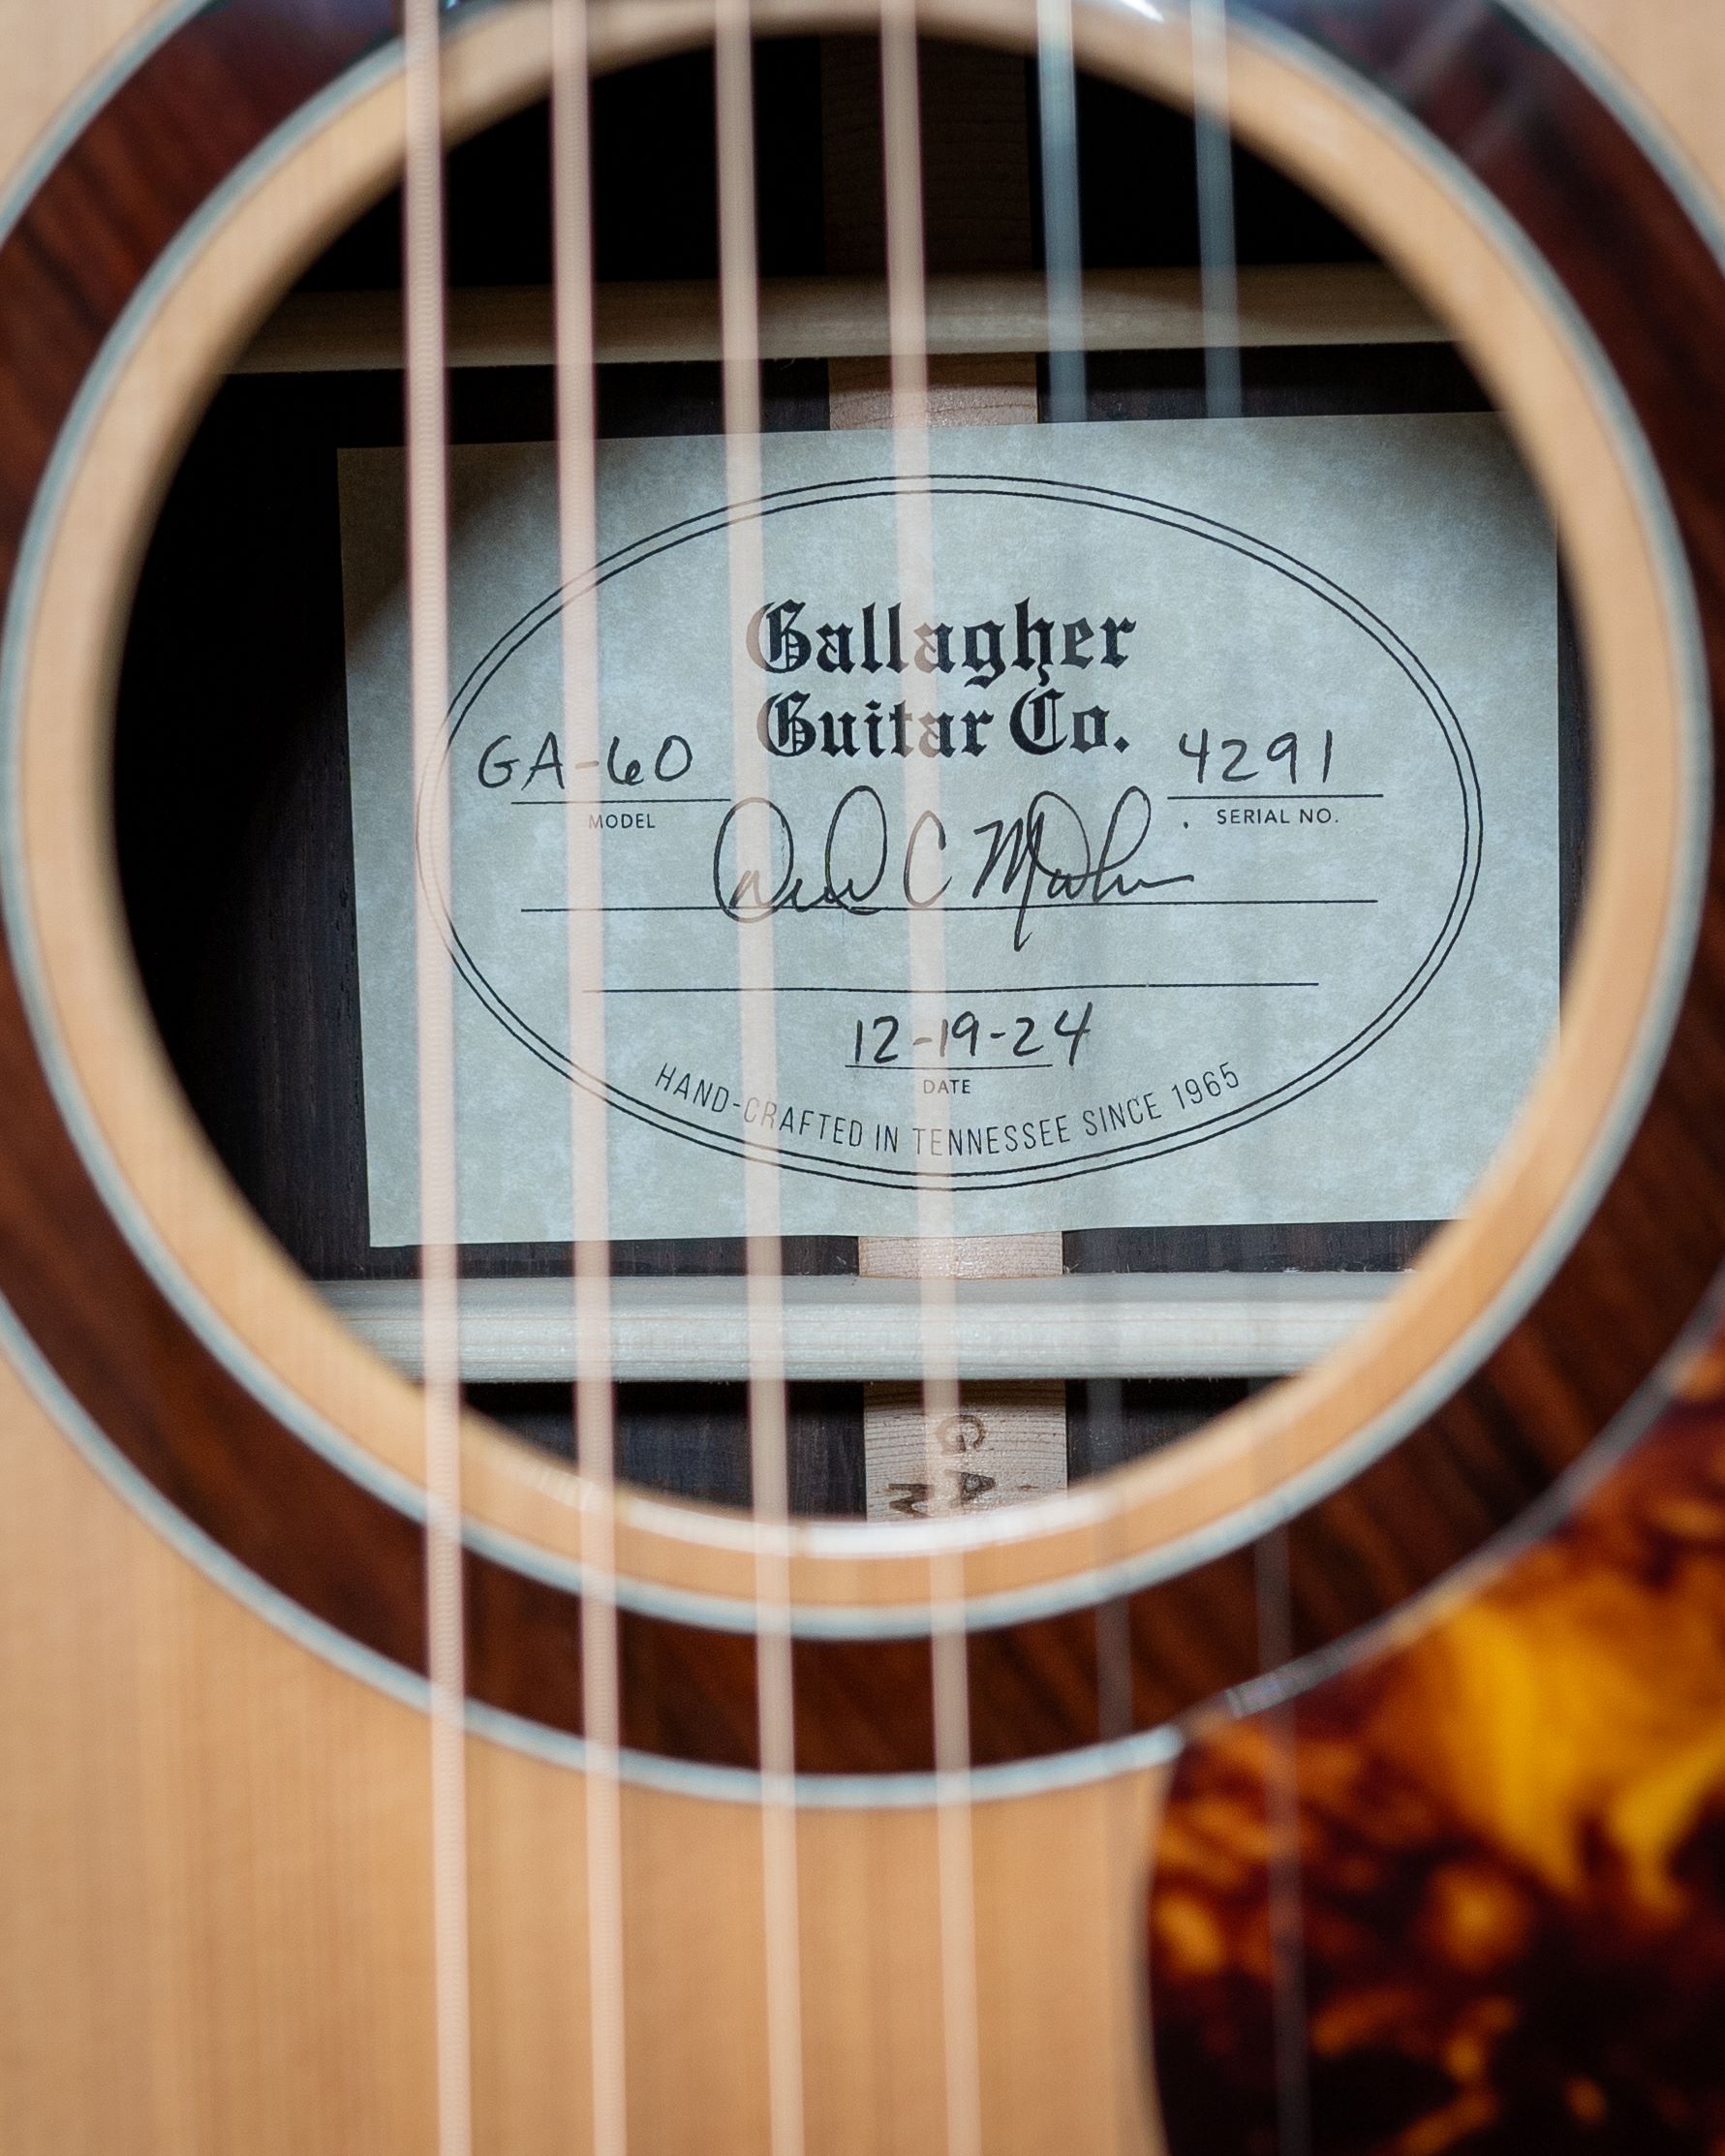 Gallagher
Guitar Co.
GA-60
MODEL
4291
SERIAL NO.
12-19-24
DATE
HAND-CRAFTED IN TENNESSEE SINCE 1965
GA